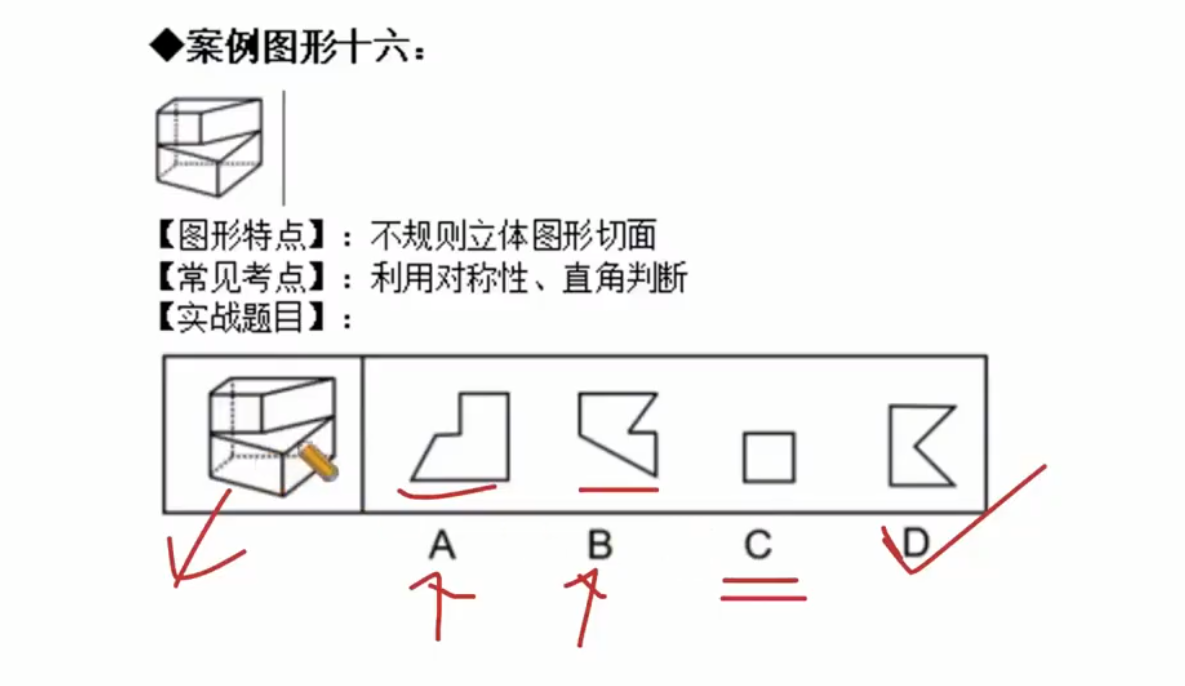 ◆案例图形十六：
【图形特点】：不规则立体图形切面
【常见考点】：利用对称性、直角判断
【实战题目】：
A B C D